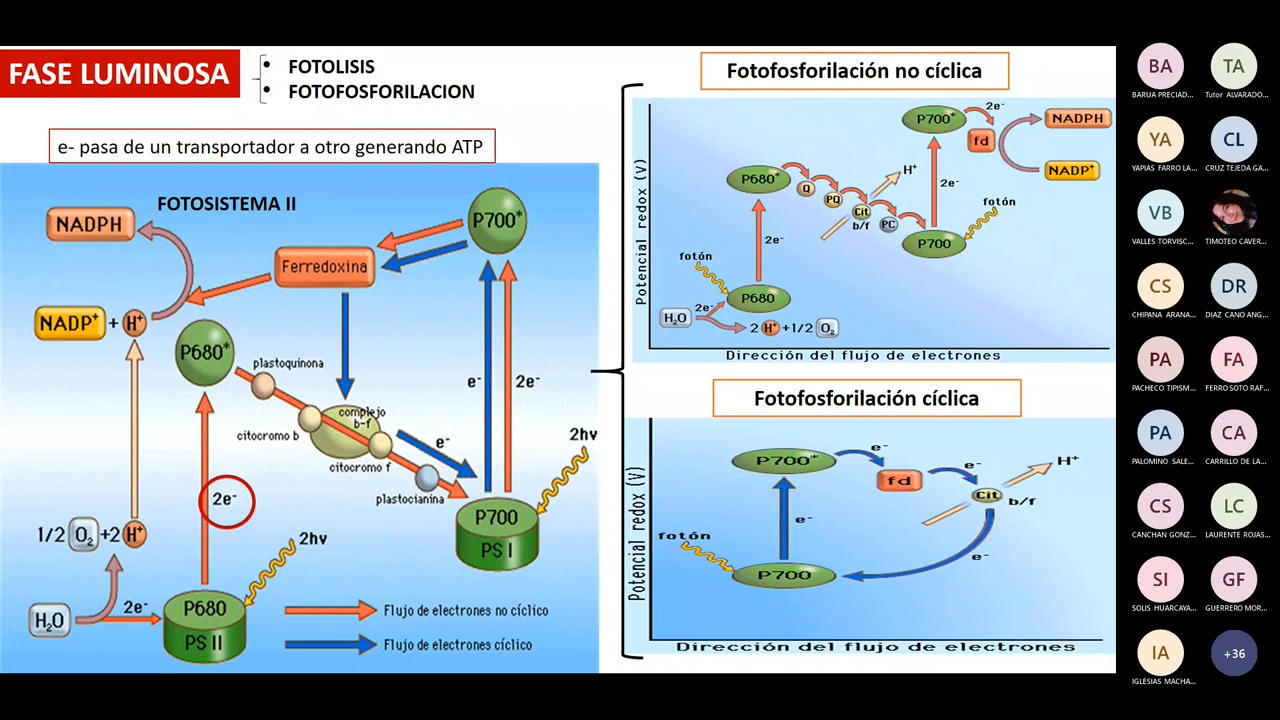 FASE LUMINOSA
• FOTOLISIS
• FOTOFOSFORILACION
e- pasa de un transportador a otro generando ATP
FOTOSISTEMA II
NADPH
P700*
Ferredoxina
NADP+ + H+
P680*
plastoquinona
complejo
b-f
citocromo b
citocromo f
plastocianina
e-
e-
2e-
2hν
P700
PS I
2e-
1/2 O2 +2 H+
2hν
H2O
2e-
P680
PS II
Flujo de electrones no cíclico
Flujo de electrones cíclico
Fotofosforilación no cíclica
Potencial redox (V)
P700*
2e-
fd
NADPH
NADP+
P680*
Q
PQ
Cit
b/f
PC
H+
2e-
P700
fotón
2e-
fotón
P680
H2O
2e-
2 H+ +1/2 O2
Dirección del flujo de electrones
Fotofosforilación cíclica
Potencial redox (V)
P700*
e-
fd
e-
Cit
b/f
H+
e-
e-
fotón
P700
Dirección del flujo de electrones
BA
BARUA PRECIAD...
TA
Tutor ALVARADO...
YA
YAPIAS FARRO LA...
CL
CRUZ TEJEDA GA...
VB
VALLES TORVISC...
TIMOTEO CAVER...
CS
CHIPANA ARANA...
DR
DIAZ CANO ANG...
PA
PACHECO TIPISM...
FA
FERRO SOTO RAF...
PA
PALOMINO SALE...
CA
CARRILLO DE LA...
CS
CANCHAN GONZ...
LC
LAURENTE ROJAS...
SI
SOLIS HUARCAYA...
GF
GUERRERO MOR...
IA
IGLESIAS MACHA...
+36